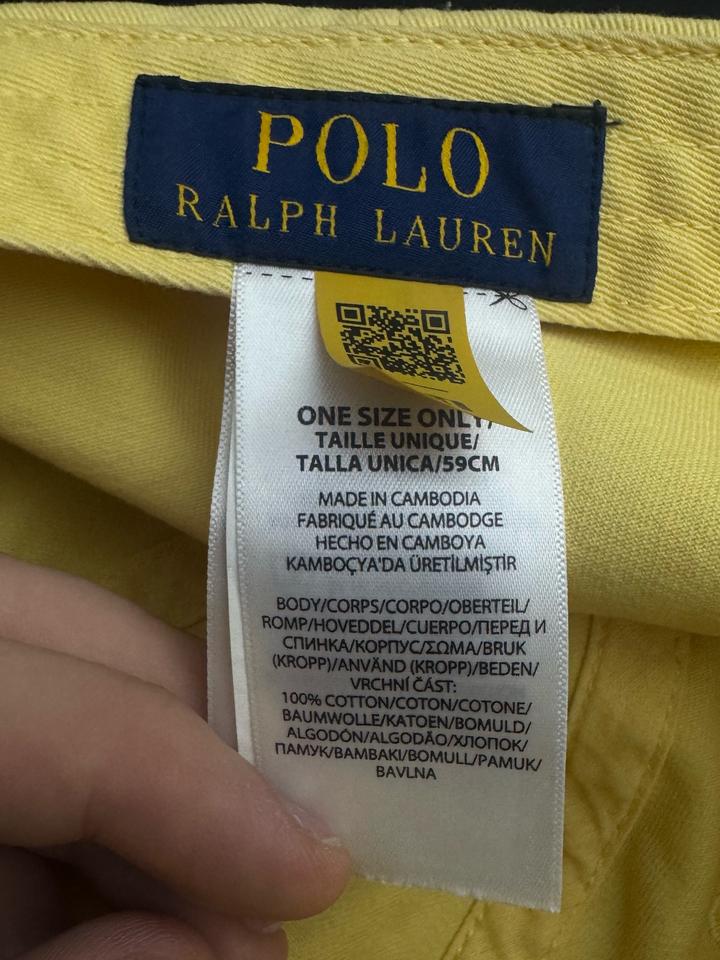 POLO
RALPH LAUREN
ONE SIZE ONLY/
TAILLE UNIQUE/
TALLA UNICA/59CM
MADE IN CAMBODIA
FABRIQUÉ AU CAMBODGE
HECHO EN CAMBOYA
KAMBOÇYA'DA ÜRETİLMİŞTİR
BODY/CORPS/CORPO/OBERTEIL/
ROMP/HOVEDDEL/CUERPO/ПЕРЕД И
СПИНКА/КОРПУС/ΣΩΜΑ/BRUK
(KROPP)/ANVÄND (KROPP)/BEDEN/
VRCHNÍ ČÁST:
100% COTTON/COTON/COTONE/
BAUMWOLLE/KATOEN/BOMULD/
ALGODÓN/ALGODÃO/ХЛОПОК/
ПАМУК/BAMBAKI/BOMULL/PAMUK/
BAVLNA